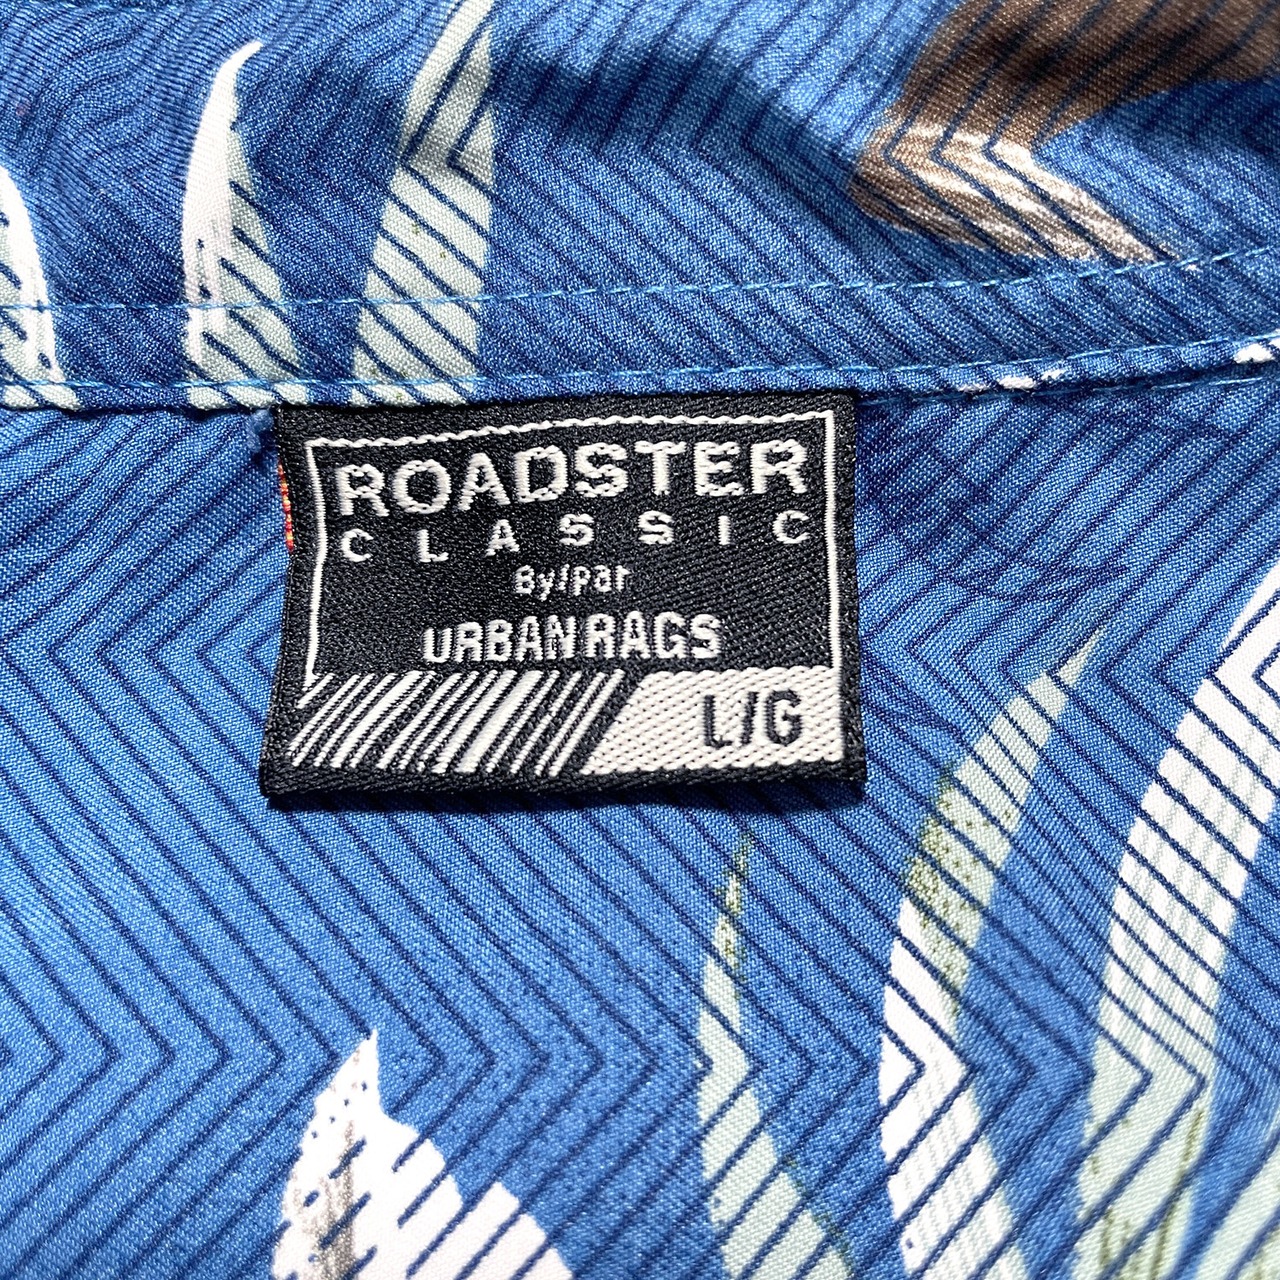 ROADSTER
CLASSIC
By/par
URBAN RAGS
L/G